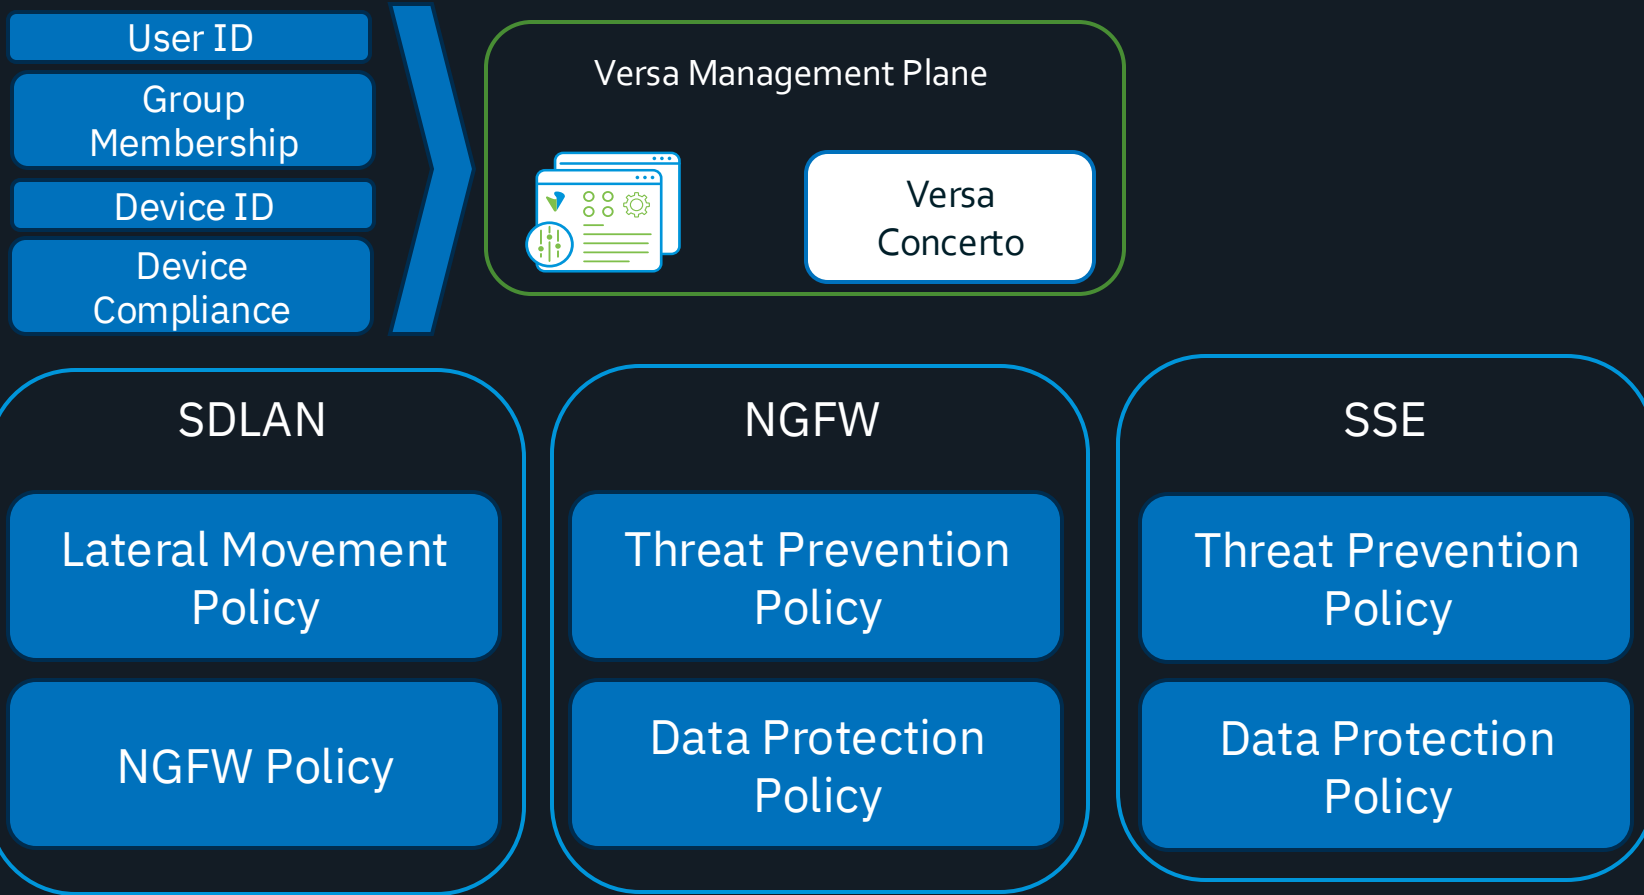 User ID
Group
Membership
Device ID
Device
Compliance
Versa Management Plane
Versa
Concerto
SDLAN
Lateral Movement
Policy
NGFW Policy
NGFW
Threat Prevention
Policy
Data Protection
Policy
SSE
Threat Prevention
Policy
Data Protection
Policy